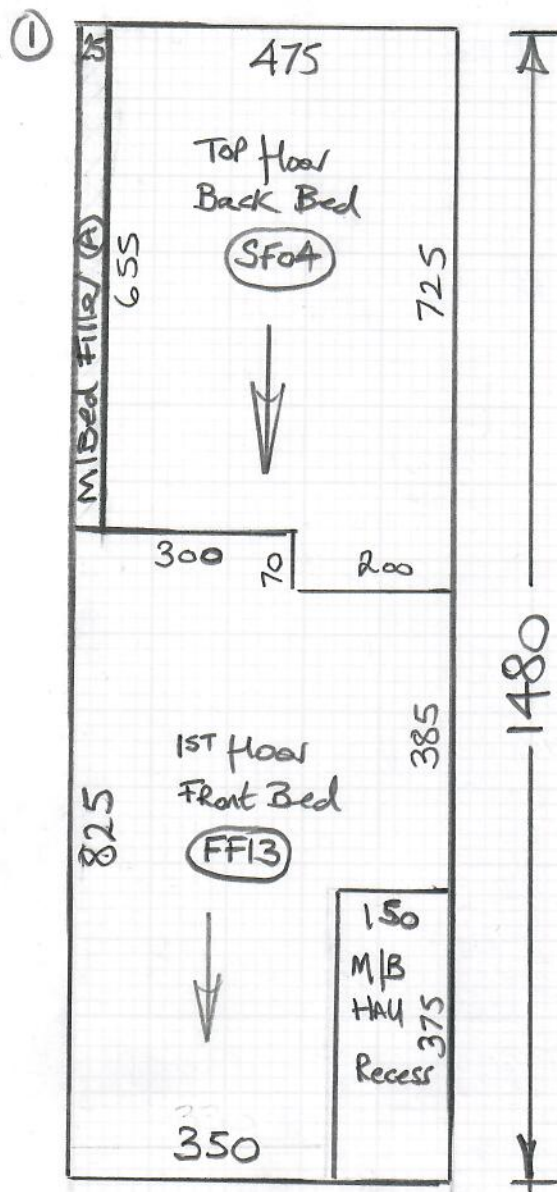 1
25
475
TOP floor
Back Bed
SF04
M/Bed Filler A
655
725
300
70
200
1480
1ST floor
FRont Bed
FF13
825
385
150
M/B
HALL
Recess
375
350